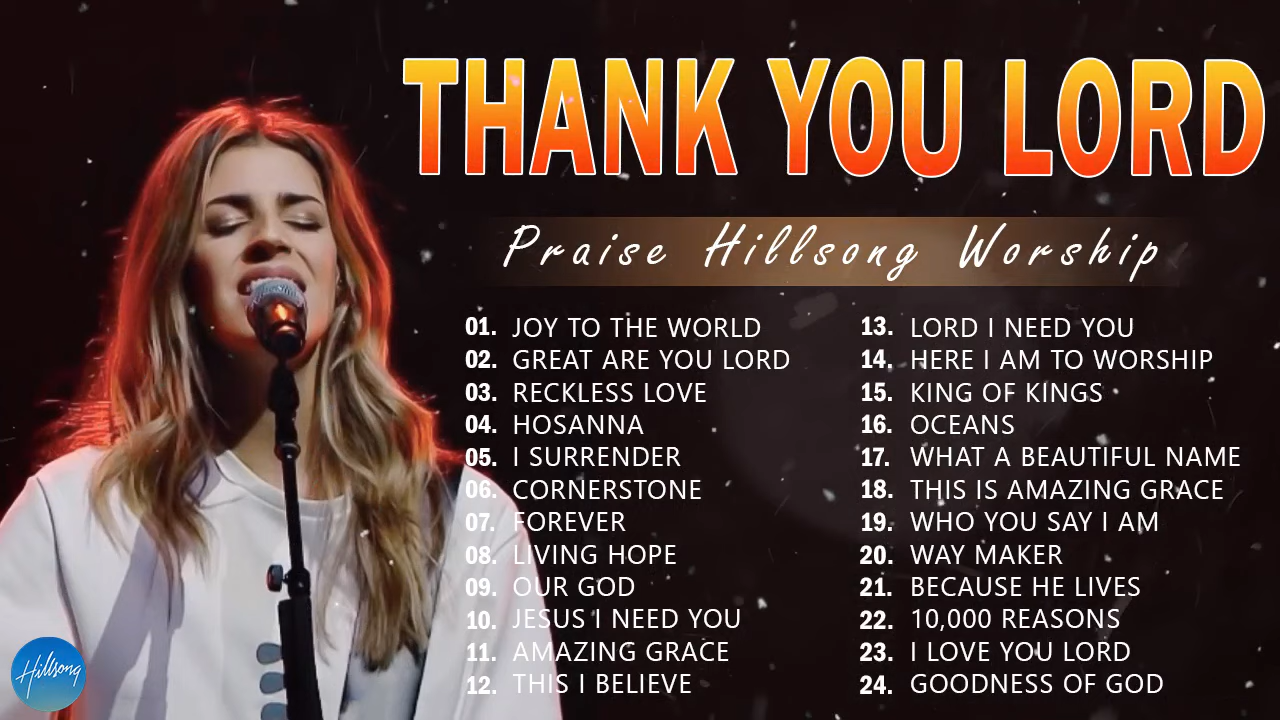 THANK YOU LORD
Praise Hillsong Worship
01. JOY TO THE WORLD
02. GREAT ARE YOU LORD
03. RECKLESS LOVE
04. HOSANNA
05. I SURRENDER
06. CORNERSTONE
07. FOREVER
08. LIVING HOPE
09. OUR GOD
10. JESUS I NEED YOU
11. AMAZING GRACE
12. THIS I BELIEVE
13. LORD I NEED YOU
14. HERE I AM TO WORSHIP
15. KING OF KINGS
16. OCEANS
17. WHAT A BEAUTIFUL NAME
18. THIS IS AMAZING GRACE
19. WHO YOU SAY I AM
20. WAY MAKER
21. BECAUSE HE LIVES
22. 10,000 REASONS
23. I LOVE YOU LORD
24. GOODNESS OF GOD
Hillsong